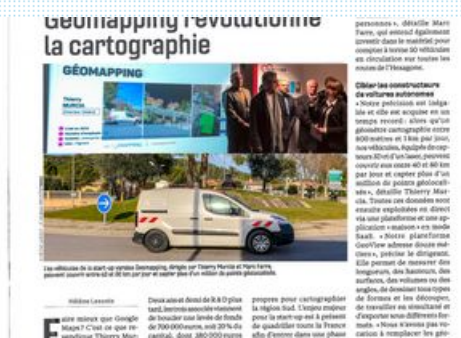 Géomapping révolutionne
la cartographie
GÉOMAPPING
Thierry
MURCIA
personnes », détaille Marc
Farre, qui entend également
investir dans le matériel pour
compter à terme 50 véhicules
en circulation sur toutes les
routes de l'Hexagone.
Cibler les constructeurs
de voitures autonomes
« Notre précision est inéga-
lée et elle est acquise en un
temps record : alors qu'un
géomètre cartographie entre
800 mètres et 1 km par jour,
nos véhicules, équipés de cap-
teurs 3D et d'un laser, peuvent
couvrir eux entre 40 et 60 km
par jour et capter plus d'un
million de points géolocali-
sés », détaille Thierry Mur-
cia. Toutes ces données sont
ensuite exploitées en direct
via une plateforme et une ap-
plication « maison » en mode
SaaS. « Notre plateforme
GeoView adresse douze mé-
tiers », précise le dirigeant.
Elle permet de mesurer des
longueurs, des hauteurs, des
surfaces, des volumes ou des
angles, de dessiner tous types
de formes et les découper,
de travailler en simultané et
d'exporter sous différents for-
mats. « Nous n'avons pas vo-
cation à remplacer les géo-
Les véhicules de la start-up varoise Géomapping, dirigée par Thierry Murcia et Marc Farre,
peuvent couvrir entre 40 et 60 km par jour et capter plus d'un million de points géolocalisés.
Hélène Lascols
Faire mieux que Google
Maps ? C'est ce que re-
vendique Thierry Mur-
Deux ans et demi de R & D plus
tard, les trois associés viennent
de boucler une levée de fonds
de 700 000 euros, soit 20 % du
capital, dont 380 000 euros
propres pour cartographier
la région Sud. L'enjeu majeur
pour la start-up est à présent
de quadriller toute la France
afin d'entrer dans une phase